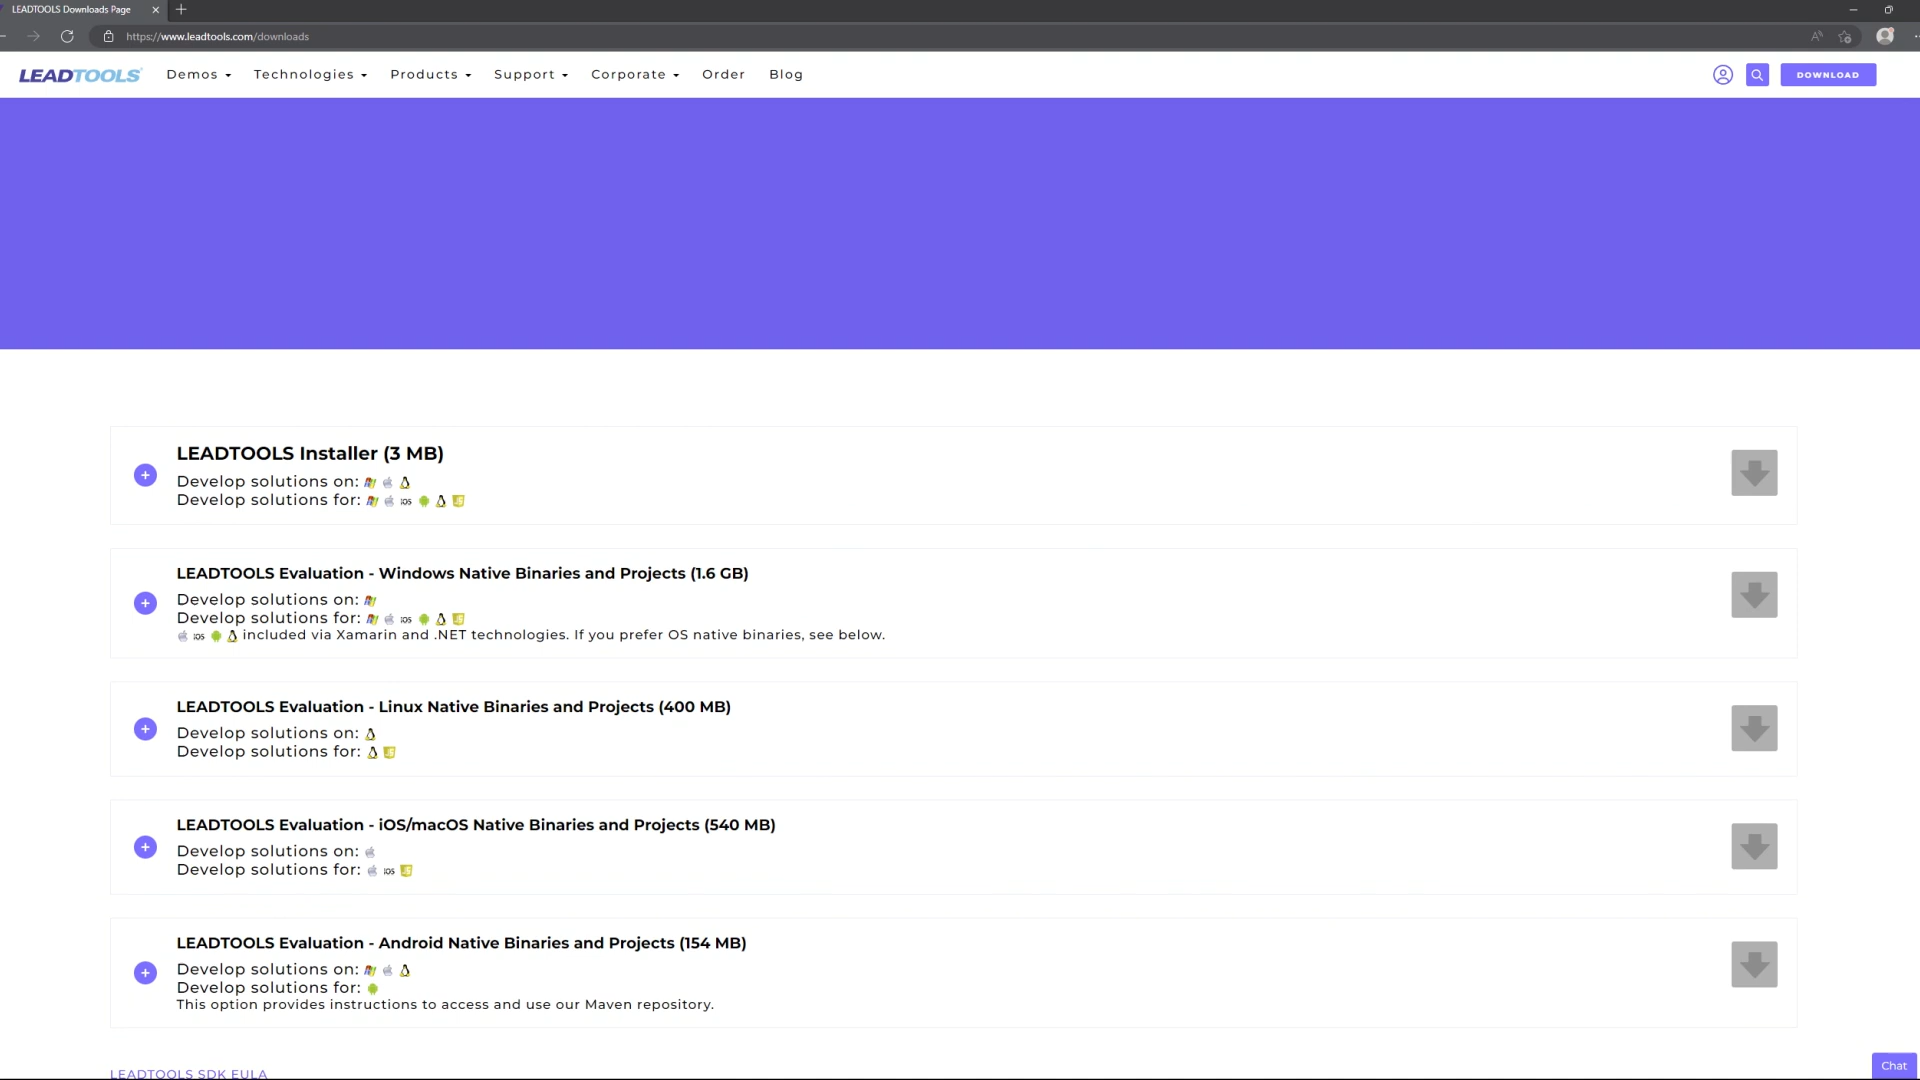 LEADTOOLS Downloads Page
https://www.leadtools.com/downloads
LEADTOOLS Demos Technologies Products Support Corporate Order Blog DOWNLOAD
LEADTOOLS Installer (3 MB)
Develop solutions on:
Develop solutions for: iOS
LEADTOOLS Evaluation - Windows Native Binaries and Projects (1.6 GB)
Develop solutions on:
Develop solutions for: iOS
iOS included via Xamarin and .NET technologies. If you prefer OS native binaries, see below.
LEADTOOLS Evaluation - Linux Native Binaries and Projects (400 MB)
Develop solutions on:
Develop solutions for:
LEADTOOLS Evaluation - iOS/macOS Native Binaries and Projects (540 MB)
Develop solutions on:
Develop solutions for: iOS
LEADTOOLS Evaluation - Android Native Binaries and Projects (154 MB)
Develop solutions on:
Develop solutions for:
This option provides instructions to access and use our Maven repository.
LEADTOOLS SDK EULA
Chat